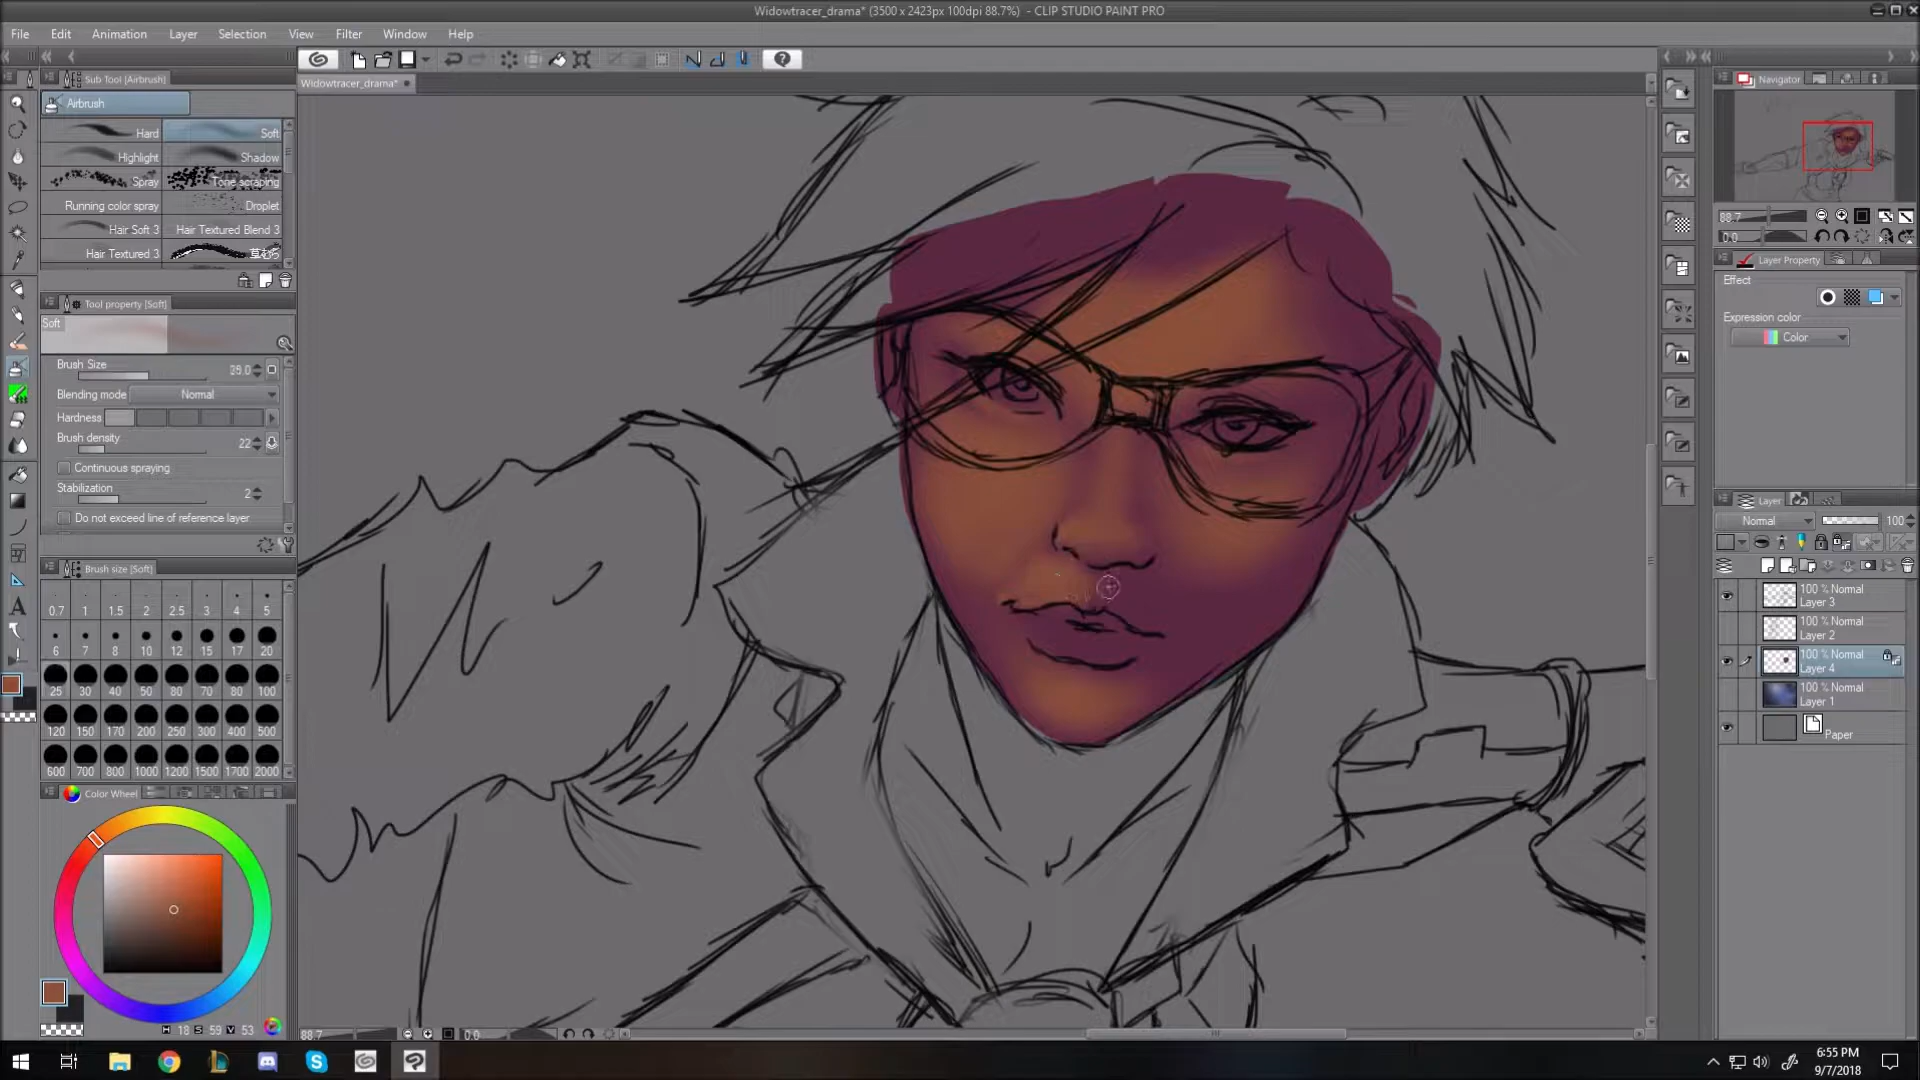 Widowtracer_drama* (3500 x 2423px 100dpi 88.7%) - CLIP STUDIO PAINT PRO
File Edit Animation Layer Selection View Filter Window Help
Sub Tool [Airbrush]
Widowtracer_drama*
Navigator
Airbrush
Hard Soft
Highlight Shadow
Spray Tone scraping
Running color spray Droplet
Hair Soft 3 Hair Textured Blend 3
Hair Textured 3
88.7
0.0
Layer Property
Effect
Expression color
Color
Tool property [Soft]
Soft
Brush Size 39.0
Blending mode Normal
Hardness
Brush density 22
Continuous spraying
Stabilization 2
Do not exceed line of reference layer
Layer
Normal 100
Brush size [Soft]
0.7 1 1.5 2 2.5 3 4 5
6 7 8 10 12 15 17 20
25 30 40 50 80 70 80 100
120 150 170 200 250 300 400 500
600 700 800 1000 1200 1500 1700 2000
100 % Normal
Layer 3
100 % Normal
Layer 2
100 % Normal
Layer 4
100 % Normal
Layer 1
Paper
Color Wheel
H 18 S 59 V 53
88.7 0.0
6:55 PM
9/7/2018